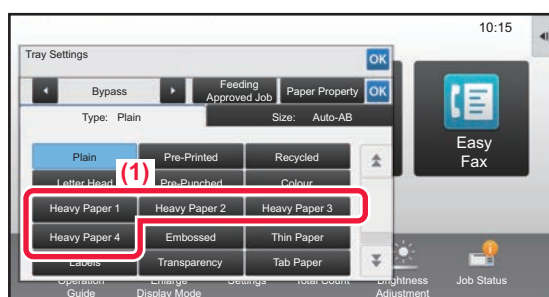 10:15
Tray Settings
OK
Bypass
Feeding
Approved Job
Paper Property
OK
Type: Plain
Size: Auto-AB
Plain
Pre-Printed
Recycled
(1)
Letter Head
Pre-Punched
Colour
Heavy Paper 1
Heavy Paper 2
Heavy Paper 3
Heavy Paper 4
Embossed
Thin Paper
Labels
Transparency
Tab Paper
Easy
Fax
Operation
Guide
Enlarge
Display Mode
Settings
Total Count
Brightness
Adjustment
Job Status